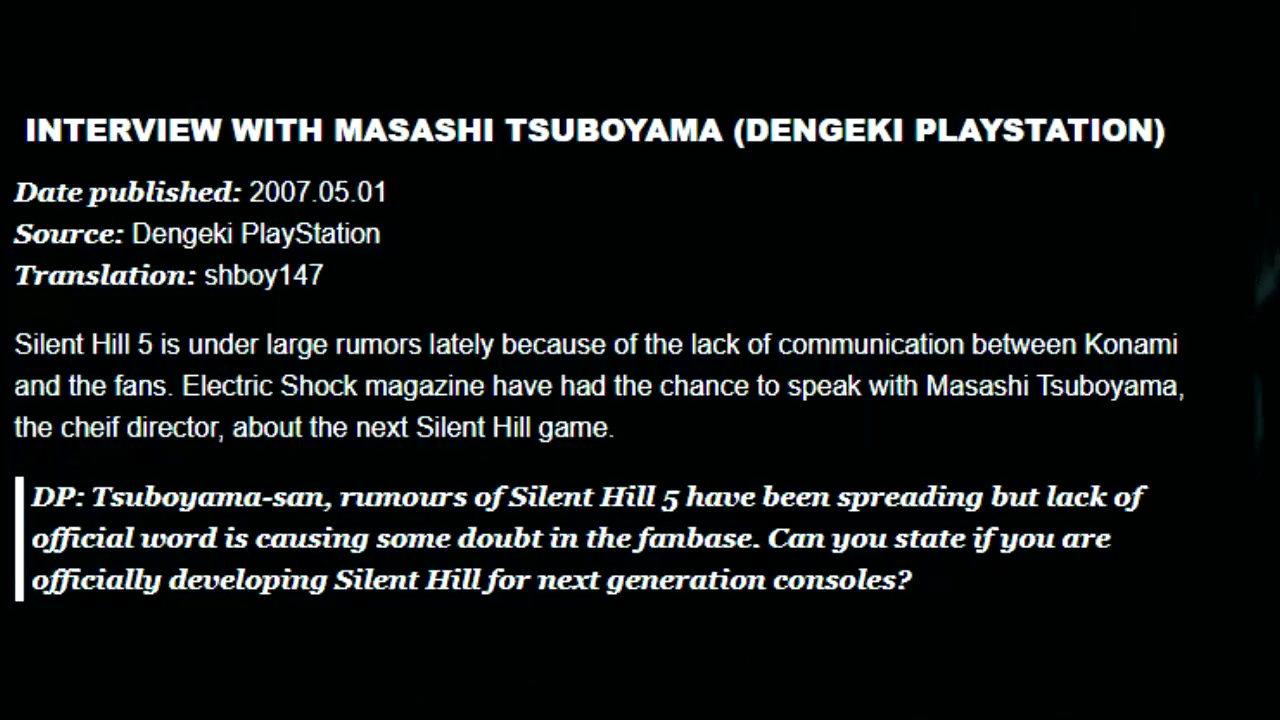 INTERVIEW WITH MASASHI TSUBOYAMA (DENGEKI PLAYSTATION)
Date published: 2007.05.01
Source: Dengeki PlayStation
Translation: shboy147
Silent Hill 5 is under large rumors lately because of the lack of communication between Konami
and the fans. Electric Shock magazine have had the chance to speak with Masashi Tsuboyama,
the cheif director, about the next Silent Hill game.
DP: Tsuboyama-san, rumours of Silent Hill 5 have been spreading but lack of
official word is causing some doubt in the fanbase. Can you state if you are
officially developing Silent Hill for next generation consoles?